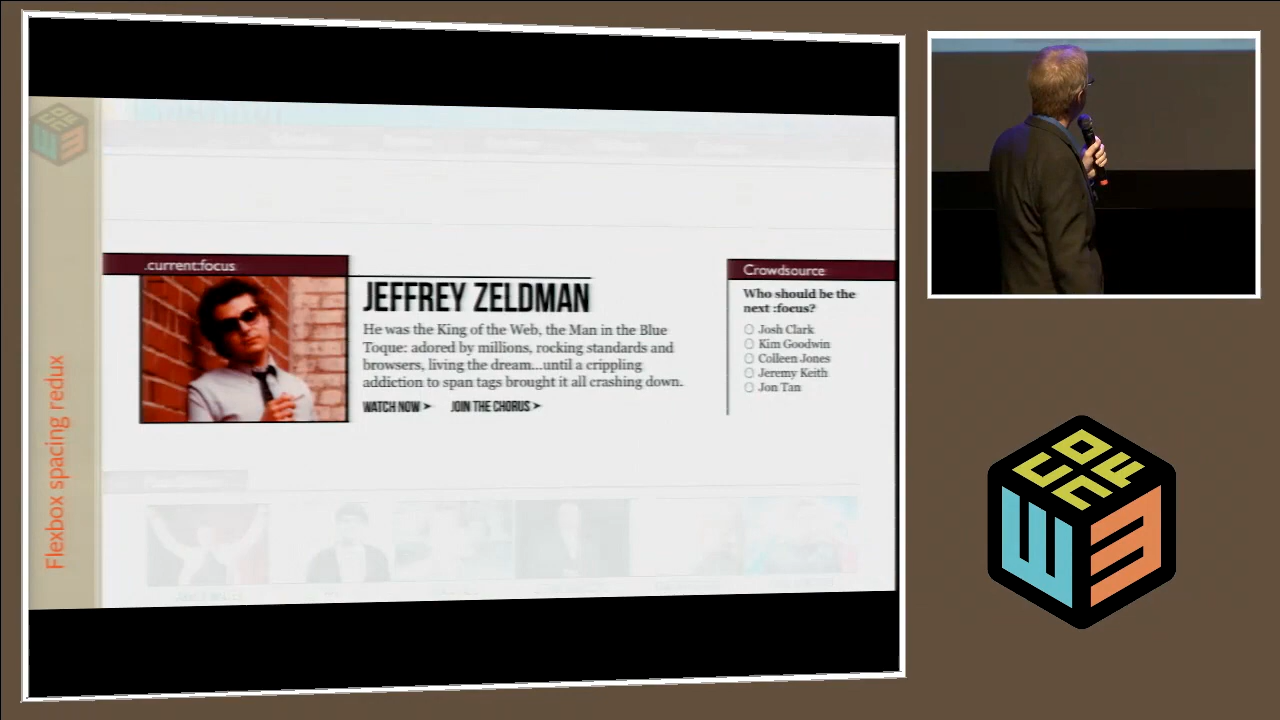 Flexbox spacing redux
.current:focus
JEFFREY ZELDMAN
He was the King of the Web, the Man in the Blue
Toque: adored by millions, rocking standards and
browsers, living the dream...until a crippling
addiction to span tags brought it all crashing down.
WATCH NOW ➤ JOIN THE CHORUS ➤
Crowdsource
Who should be the
next :focus?
Josh Clark
Kim Goodwin
Colleen Jones
Jeremy Keith
Jon Tan
W3
CONF